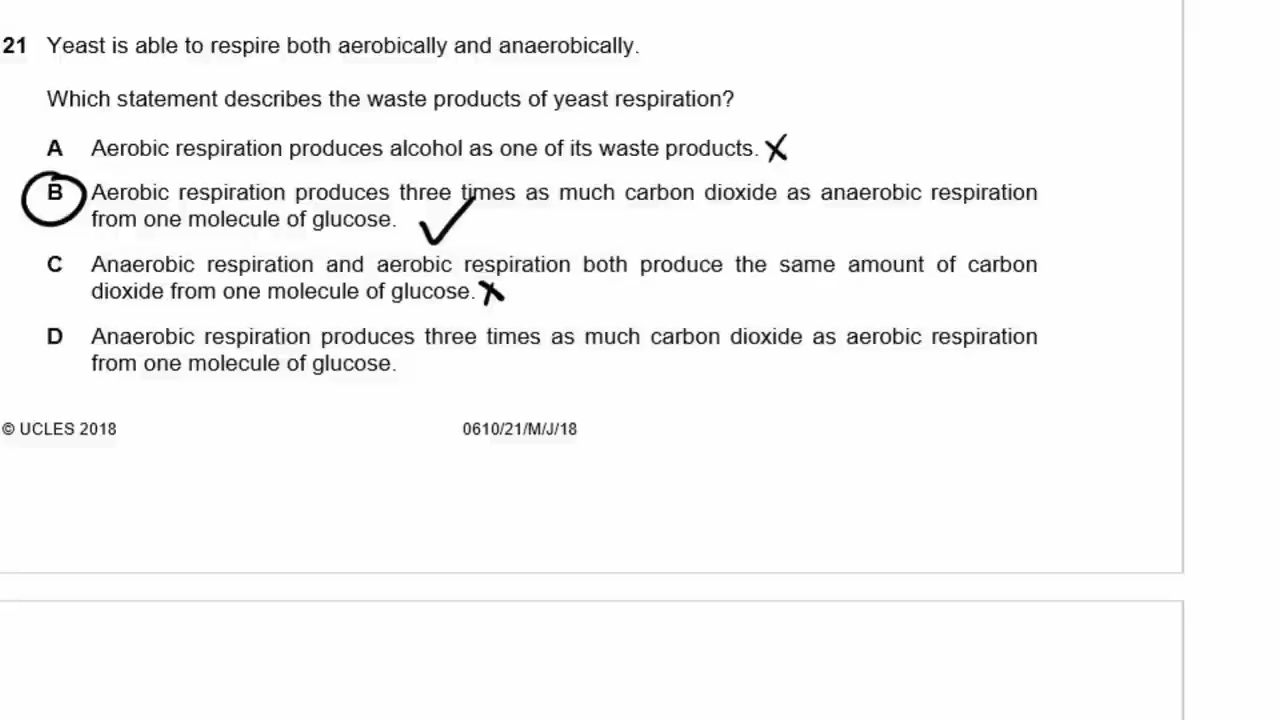 21 Yeast is able to respire both aerobically and anaerobically.
Which statement describes the waste products of yeast respiration?
A Aerobic respiration produces alcohol as one of its waste products.
B Aerobic respiration produces three times as much carbon dioxide as anaerobic respiration
from one molecule of glucose.
C Anaerobic respiration and aerobic respiration both produce the same amount of carbon
dioxide from one molecule of glucose.
D Anaerobic respiration produces three times as much carbon dioxide as aerobic respiration
from one molecule of glucose.
© UCLES 2018 0610/21/M/J/18